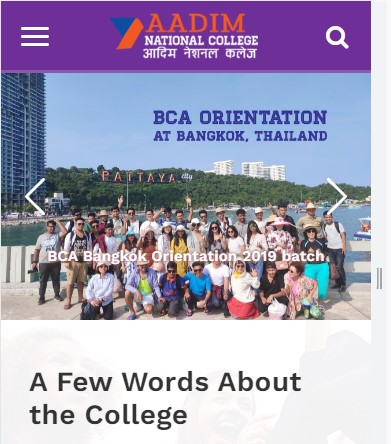 AADIM
NATIONAL COLLEGE
आदिम नेशनल कलेज
BCA ORIENTATION
AT BANGKOK, THAILAND
PATTAYA city
BCA Bangkok Orientation 2019 batch
A Few Words About
the College